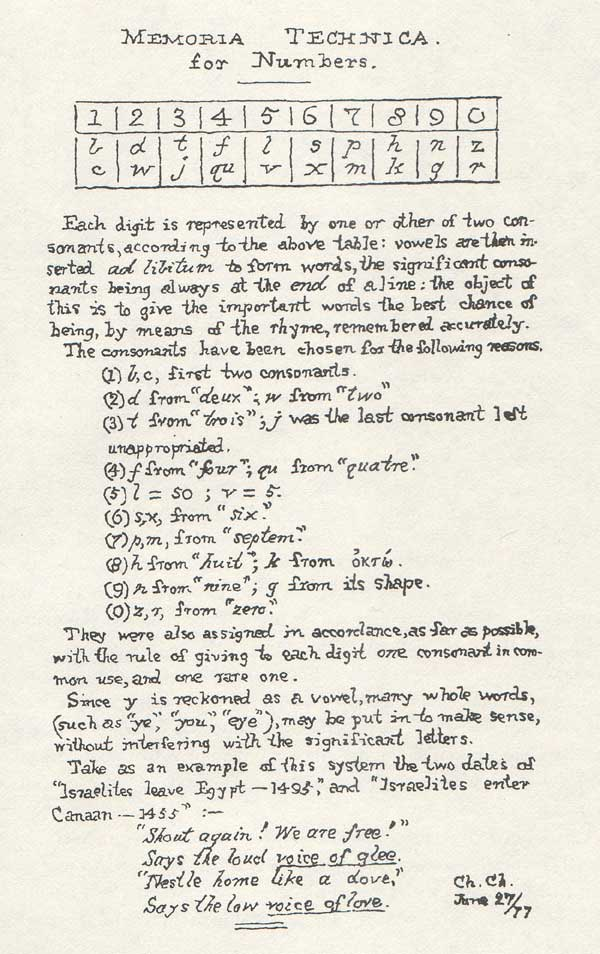 MEMORIA TECHNICA.
for Numbers.
1 | 2 | 3 | 4 | 5 | 6 | 7 | 8 | 9 | 0
b | d | t | f | l | s | p | h | n | z
c | w | j | qu | v | x | m | k | g | r
Each digit is represented by one or other of two con-
sonants, according to the above table: vowels are then in-
serted ad libitum to form words, the significant conso-
nants being always at the end of a line: the object of
this is to give the important words the best chance of
being, by means of the rhyme, remembered accurately.
The consonants have been chosen for the following reasons.
(1) b, c, first two consonants.
(2) d from "deux"; w from "two"
(3) t from "trois"; j was the last consonant left
unappropriated.
(4) f from "four"; qu from "quatre."
(5) l = 50 ; v = 5.
(6) s, x, from "six."
(7) p, m, from "septem."
(8) h from "huit"; k from ὀκτώ.
(9) n from "nine"; g from its shape.
(0) z, r, from "zero."
They were also assigned in accordance, as far as possible,
with the rule of giving to each digit one consonant in com-
mon use, and one rare one.
Since y is reckoned as a vowel, many whole words,
(such as "ye", "you", "eye"), may be put in to make sense,
without interfering with the significant letters.
Take as an example of this system the two dates of
"Israelites leave Egypt — 1495," and "Israelites enter
Canaan — 1455" :—
"Shout again! We are free!"
Says the loud voice of glee.
"Nestle home like a dove,"
Says the low voice of love.
Ch. Ch.
June 27/77